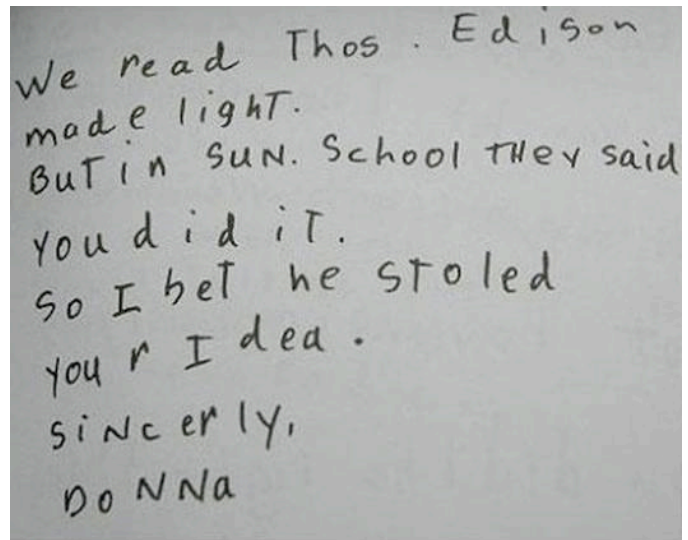 We read Thos. Edison
made light.
But in SUN. School THey said
you did it.
So I bet he stoled
your Idea.
SiNcerly,
DoNNa